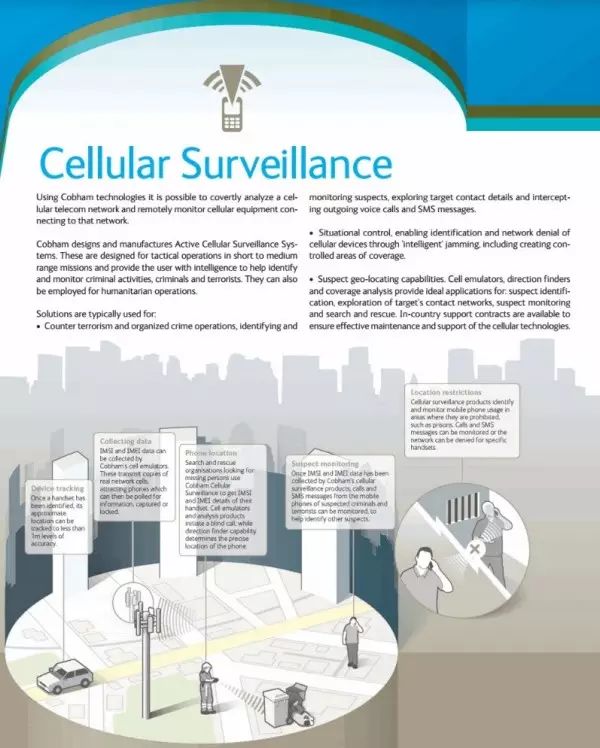 Cellular Surveillance
Using Cobham technologies it is possible to covertly analyze a cel-
lular telecom network and remotely monitor cellular equipment con-
necting to that network.
Cobham designs and manufactures Active Cellular Surveillance Sys-
tems. These are designed for tactical operations in short to medium
range missions and provide the user with intelligence to help identify
and monitor criminal activities, criminals and terrorists. They can also
be employed for humanitarian operations.
Solutions are typically used for:
• Counter terrorism and organized crime operations, identifying and
monitoring suspects, exploring target contact details and intercept-
ing outgoing voice calls and SMS messages.
• Situational control, enabling identification and network denial of
cellular devices through 'intelligent' jamming, including creating con-
trolled areas of coverage.
• Suspect geo-locating capabilities. Cell emulators, direction finders
and coverage analysis provide ideal applications for: suspect identifi-
cation, exploration of target's contact networks, suspect monitoring
and search and rescue. In-country support contracts are available to
ensure effective maintenance and support of the cellular technologies.
Location restrictions
Cellular surveillance products identify
and monitor mobile phone usage in
areas where they are prohibited,
such as prisons. Calls and SMS
messages can be monitored or the
network can be denied for specific
handsets.
Collecting data
IMSI and IMEI data can
be collected by
Cobham's cell emulators.
These transmit copies of
real network cells,
attracting phones which
can then be polled for
information, captured or
locked.
Phone location
Search and rescue
organisations looking for
missing persons use
Cobham Cellular
Surveillance to get IMSI
and IMEI details of their
handset. Cell emulators
and analysis products
initiate a blind call, while
direction finder capability
determines the precise
location of the phone
Suspect monitoring
Once IMSI and IMEI data has been
collected by Cobham's cellular
surveillance products, calls and
SMS messages from the mobile
phones of suspected criminals and
terrorists can be monitored, to
help identify other suspects.
Device tracking
Once a handset has
been identified, its
approximate
location can be
tracked to less than
1m levels of
accuracy.